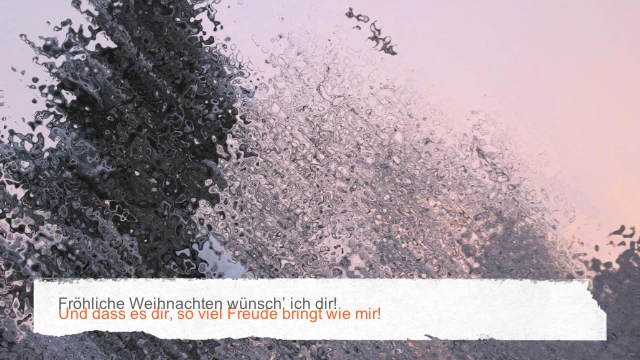 Fröhliche Weihnachten wünsch' ich dir!
Und dass es dir, so viel Freude bringt wie mir!